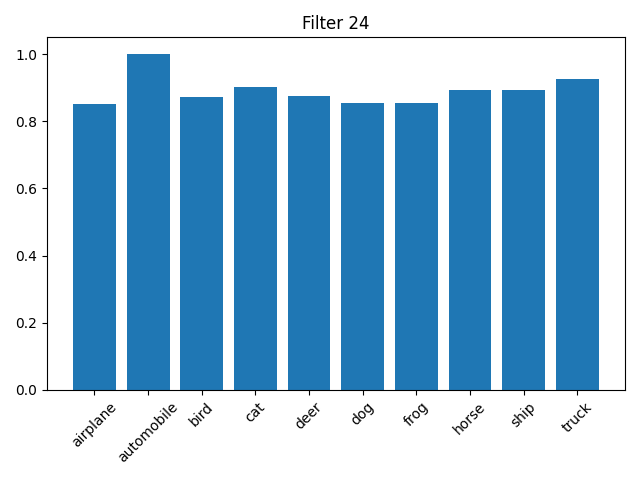 Filter 24
1.0
0.8
0.6
0.4
0.2
0.0
airplane
automobile
bird
cat
deer
dog
frog
horse
ship
truck